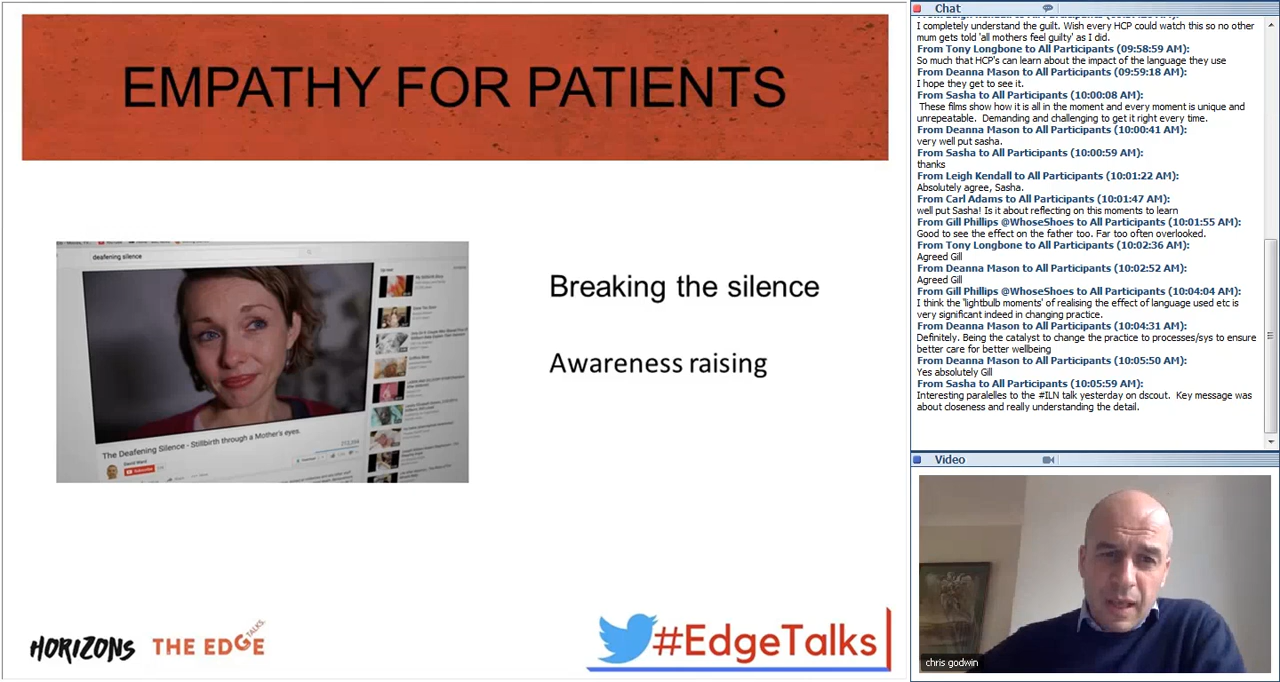 EMPATHY FOR PATIENTS
deafening silence
The Deafening Silence - Stillbirth through a Mother's eyes.
David Ward
Subscribe
Breaking the silence
Awareness raising
HORIZONS THE EDGE TALKS
#EdgeTalks
Chat
I completely understand the guilt. Wish every HCP could watch this so no other
mum gets told 'all mothers feel guilty' as I did.
From Tony Longbone to All Participants (09:58:59 AM):
So much that HCP's can learn about the impact of the language they use
From Deanna Mason to All Participants (09:59:18 AM):
I hope they get to see it.
From Sasha to All Participants (10:00:08 AM):
These films show how it is all in the moment and every moment is unique and
unrepeatable. Demanding and challenging to get it right every time.
From Deanna Mason to All Participants (10:00:41 AM):
very well put sasha.
From Sasha to All Participants (10:00:59 AM):
thanks
From Leigh Kendall to All Participants (10:01:22 AM):
Absolutely agree, Sasha.
From Carl Adams to All Participants (10:01:47 AM):
well put Sasha! Is it about reflecting on this moments to learn
From Gill Phillips @WhoseShoes to All Participants (10:01:55 AM):
Good to see the effect on the father too. Far too often overlooked.
From Tony Longbone to All Participants (10:02:36 AM):
Agreed Gill
From Deanna Mason to All Participants (10:02:52 AM):
Agreed Gill
From Gill Phillips @WhoseShoes to All Participants (10:04:04 AM):
I think the 'lightbulb moments' of realising the effect of language used etc is
very significant indeed in changing practice.
From Deanna Mason to All Participants (10:04:31 AM):
Definitely. Being the catalyst to change the practice to processes/sys to ensure
better care for better wellbeing
From Deanna Mason to All Participants (10:05:50 AM):
Yes absolutely Gill
From Sasha to All Participants (10:05:59 AM):
Interesting paralelles to the #ILN talk yesterday on dscout. Key message was
about closeness and really understanding the detail.
Video
chris godwin